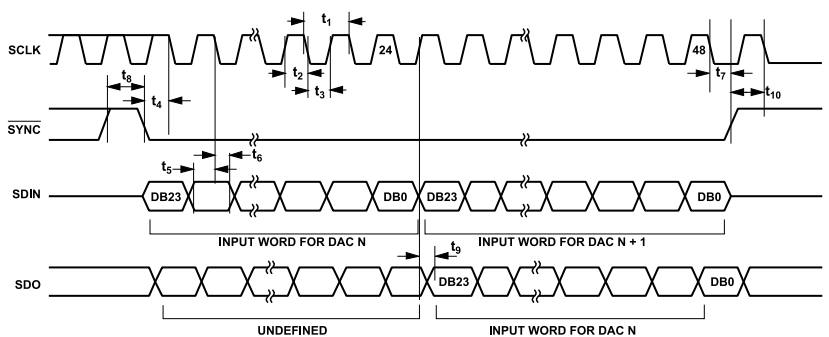 t1
SCLK
24
48
t2
t3
t7
t8
t4
t10
SYNC
t5
t6
SDIN
DB23
DB0
DB23
DB0
INPUT WORD FOR DAC N
INPUT WORD FOR DAC N + 1
t9
SDO
DB23
DB0
UNDEFINED
INPUT WORD FOR DAC N